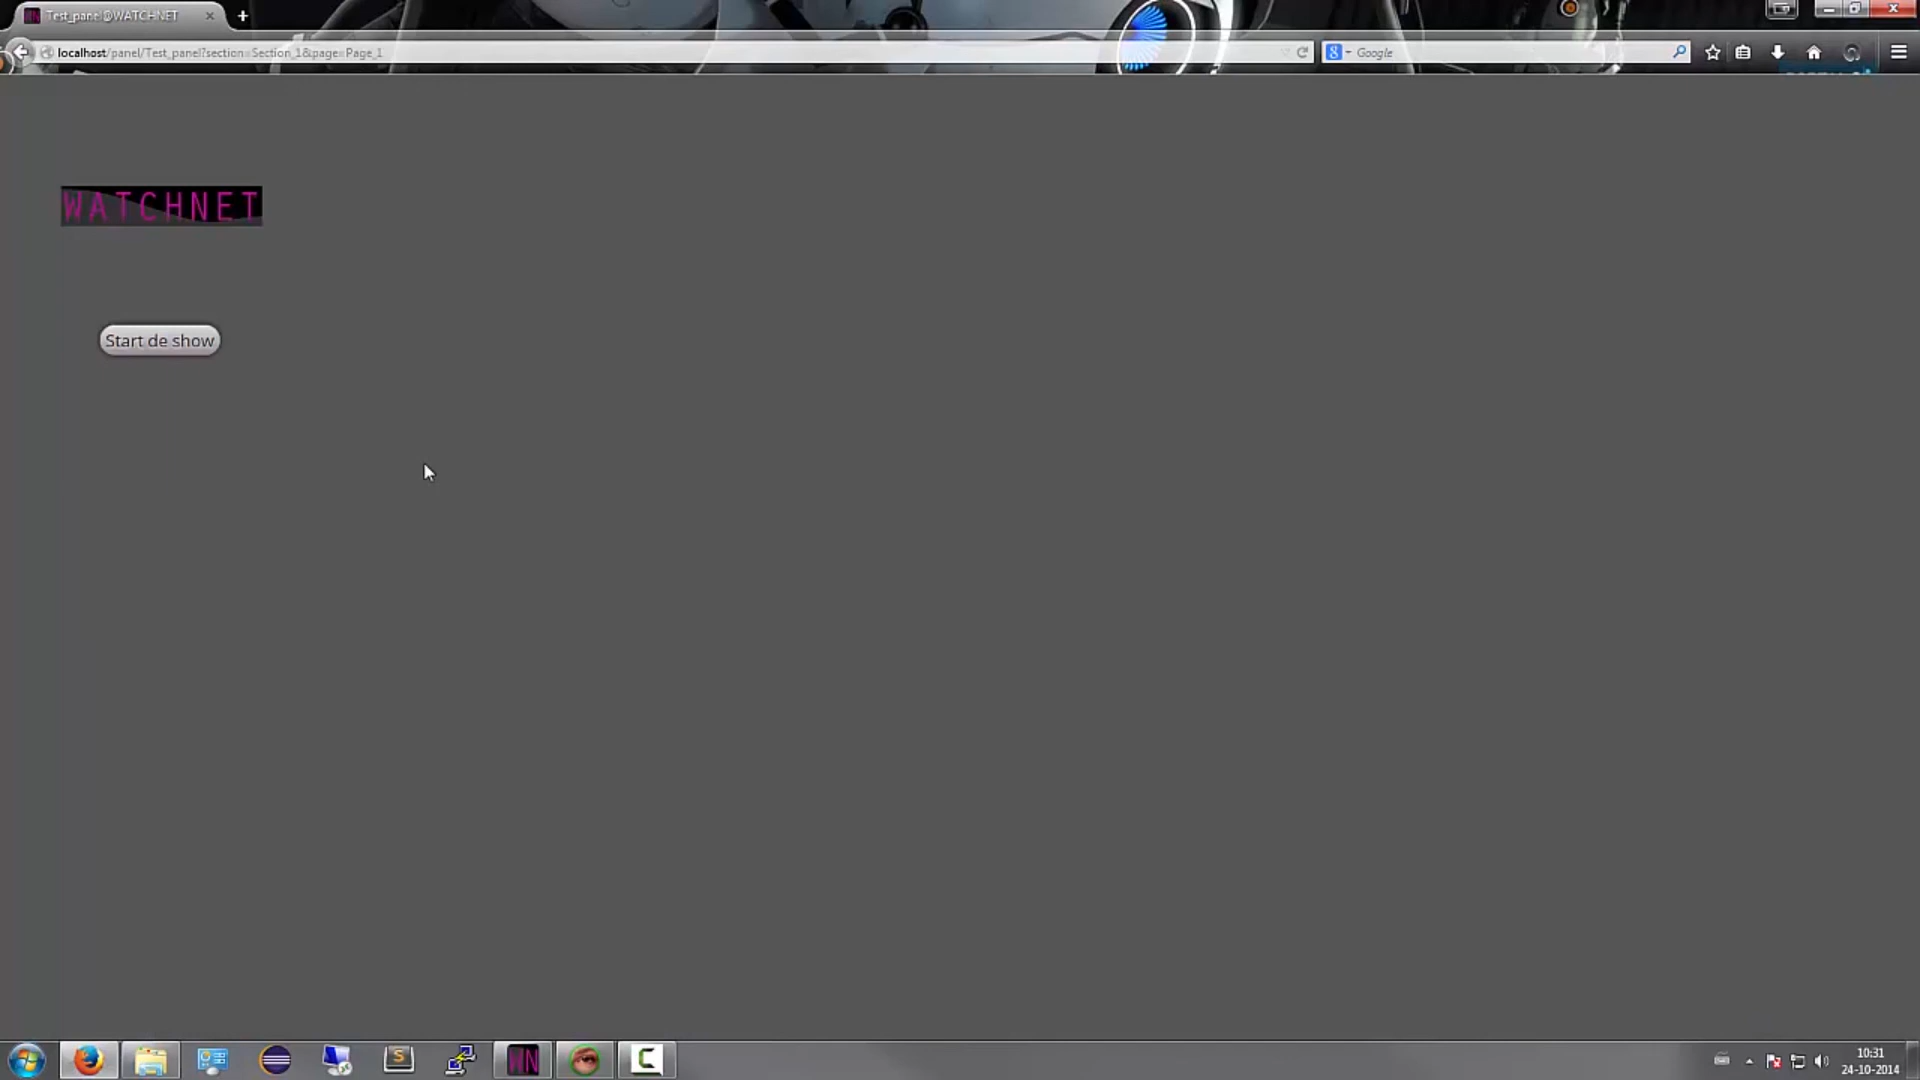 Test_panel@WATCHNET
localhost/panel/Test_panel?section=Section_1&page=Page_1
Google
WATCHNET
Start de show
10:31
24-10-2014